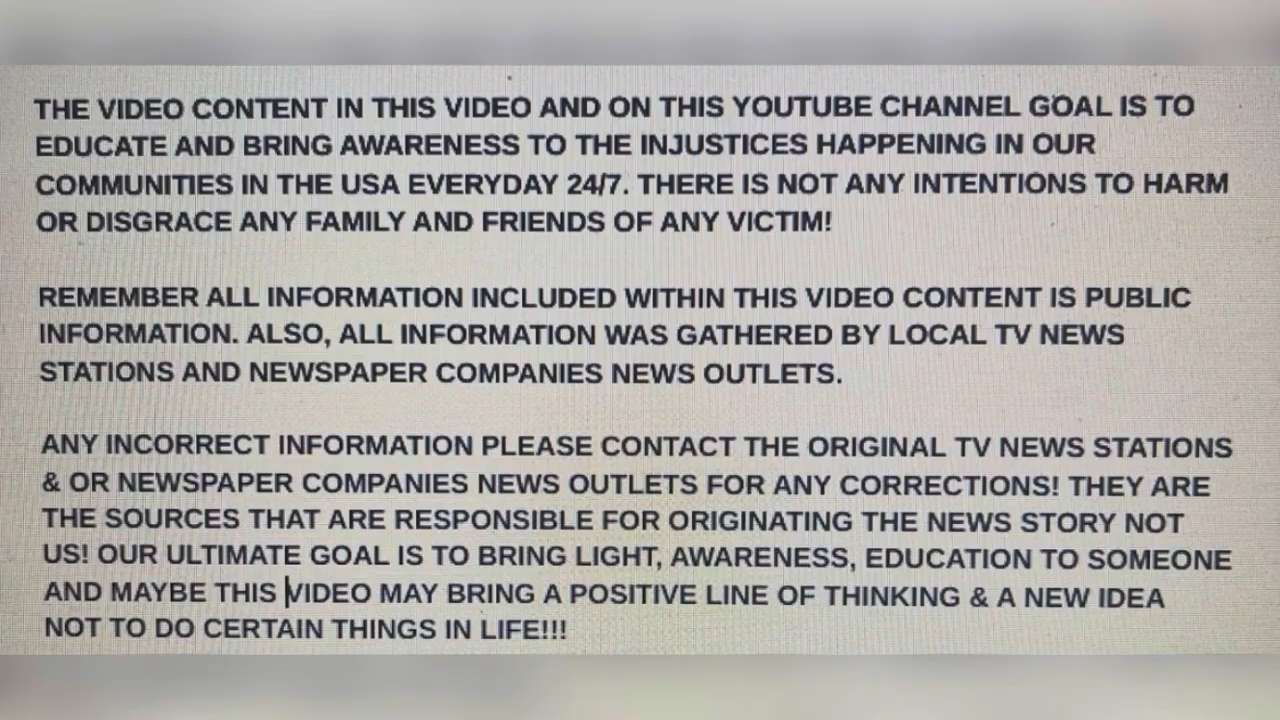 THE VIDEO CONTENT IN THIS VIDEO AND ON THIS YOUTUBE CHANNEL GOAL IS TO
EDUCATE AND BRING AWARENESS TO THE INJUSTICES HAPPENING IN OUR
COMMUNITIES IN THE USA EVERYDAY 24/7. THERE IS NOT ANY INTENTIONS TO HARM
OR DISGRACE ANY FAMILY AND FRIENDS OF ANY VICTIM!
REMEMBER ALL INFORMATION INCLUDED WITHIN THIS VIDEO CONTENT IS PUBLIC
INFORMATION. ALSO, ALL INFORMATION WAS GATHERED BY LOCAL TV NEWS
STATIONS AND NEWSPAPER COMPANIES NEWS OUTLETS.
ANY INCORRECT INFORMATION PLEASE CONTACT THE ORIGINAL TV NEWS STATIONS
& OR NEWSPAPER COMPANIES NEWS OUTLETS FOR ANY CORRECTIONS! THEY ARE
THE SOURCES THAT ARE RESPONSIBLE FOR ORIGINATING THE NEWS STORY NOT
US! OUR ULTIMATE GOAL IS TO BRING LIGHT, AWARENESS, EDUCATION TO SOMEONE
AND MAYBE THIS VIDEO MAY BRING A POSITIVE LINE OF THINKING & A NEW IDEA
NOT TO DO CERTAIN THINGS IN LIFE!!!